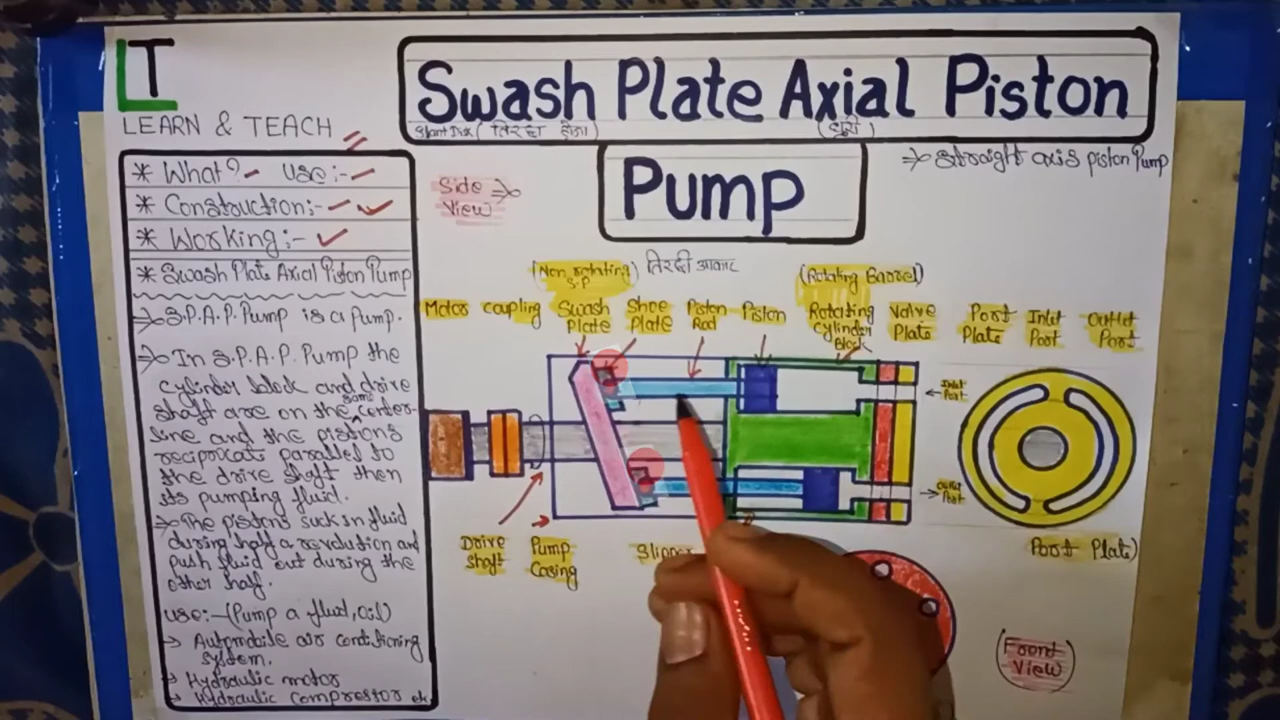 LT
LEARN & TEACH
Swash Plate Axial Piston
Slant Disk (तिरछा होना)
Pump
⇒ Straight axis piston Pump
* What? Use:-
* Construction:-
* Working:-
* Swash Plate Axial Piston Pump
→ S.P.A.P. Pump is a Pump.
→ In S.P.A.P. Pump the
cylinder block and drive
shaft are on the same center-
line and the pistons
reciprocate parallel to
the drive shaft then
its pumping fluid.
→ The pistons suck in fluid
during half a revolution and
push fluid out during the
other half.
Use:- (Pump a fluid, oil)
→ Automobile air conditioning
system.
→ Hydraulic motor
→ Hydraulic compressor etc
Side
View
(Non rotating)
S.P
(Rotating Barrel)
Motor
coupling
Swash
Plate
Shoe
Plate
Piston
Rod
Piston
Rotating
Cylinder
Block
Valve
Plate
Port
Plate
Inlet
Port
Outlet
Port
← Inlet
Port
→ Outlet
Port
Drive
shaft
Pump
Casing
Slipper
Port Plate)
(Front
View)